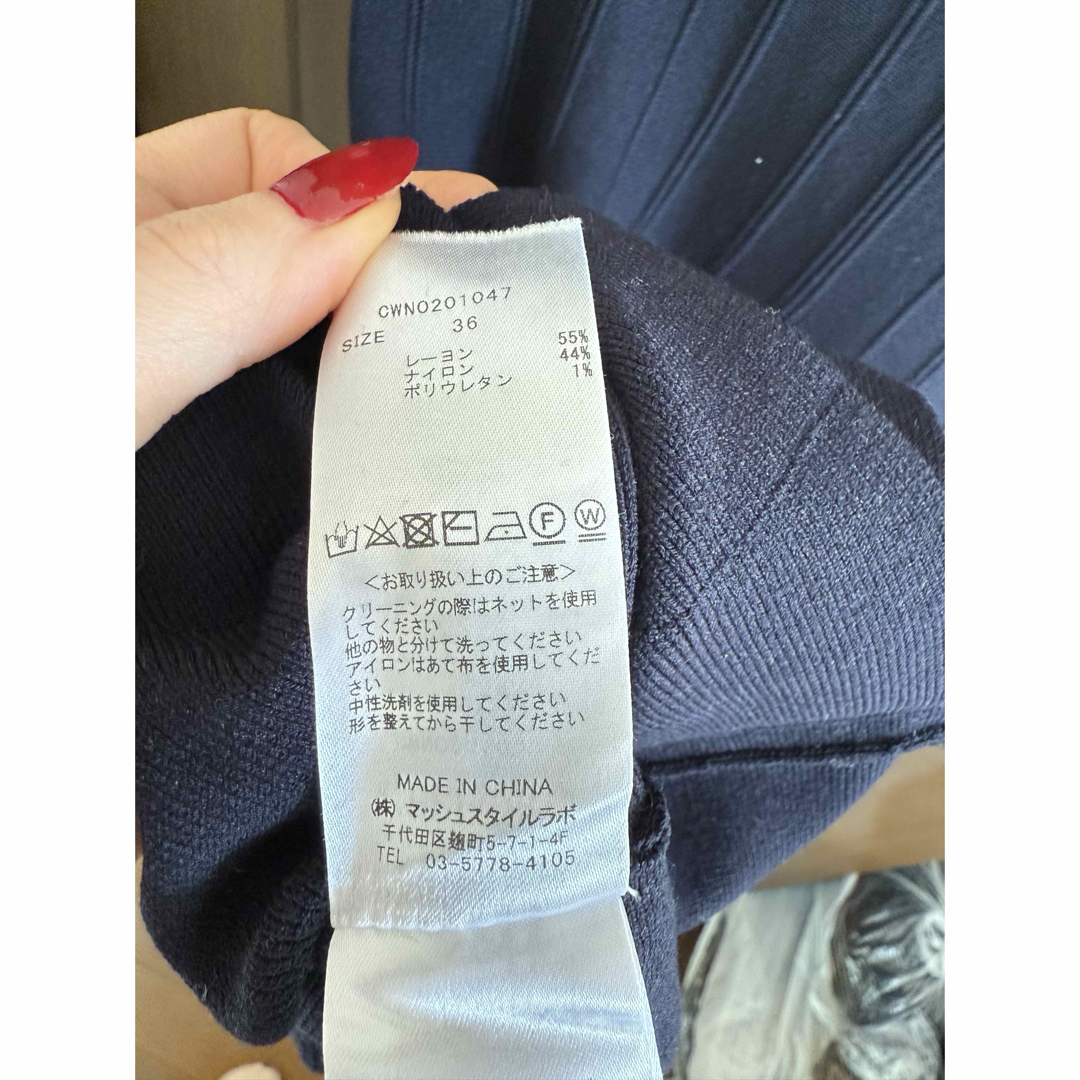 CWNO201047
SIZE 36
レーヨン 55%
ナイロン 44%
ポリウレタン 1%
F W
<お取り扱い上のご注意>
クリーニングの際はネットを使用
してください
他の物と分けて洗ってください
アイロンはあて布を使用してくだ
さい
中性洗剤を使用してください
形を整えてから干してください
MADE IN CHINA
㈱ マッシュスタイルラボ
千代田区麹町5-7-1-4F
TEL 03-5778-4105